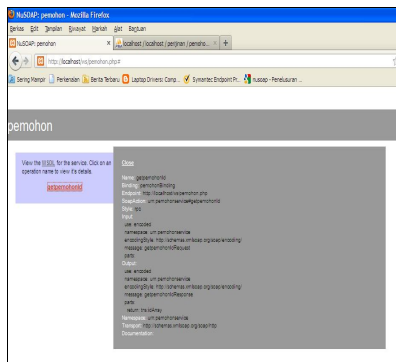 NuSOAP: pemohon - Mozilla Firefox
Berkas Edit Tampilan Riwayat Markah Alat Bantuan
NuSOAP: pemohon × localhost / localhost / perijinan / pemoho... × +
http://localhost/ws/pemohon.php#
Sering Mampir Perkenalan Berita Terbaru Laptop Drivers: Comp... Symantec Endpoint Pr... nusoap - Penelusuran ...
pemohon
View the WSDL for the service. Click on an
operation name to view it's details.
getpemohonId
Close
Name: getpemohonId
Binding: pemohonBinding
Endpoint: http://localhost/ws/pemohon.php
SoapAction: urn:pemohonservice#getpemohonId
Style: rpc
Input:
use: encoded
namespace: urn:pemohonservice
encodingStyle: http://schemas.xmlsoap.org/soap/encoding/
message: getpemohonIdRequest
parts:
Output:
use: encoded
namespace: urn:pemohonservice
encodingStyle: http://schemas.xmlsoap.org/soap/encoding/
message: getpemohonIdResponse
parts:
Namespace: urn:pemohonservice
Transport: http://schemas.xmlsoap.org/soap/http
Documentation: